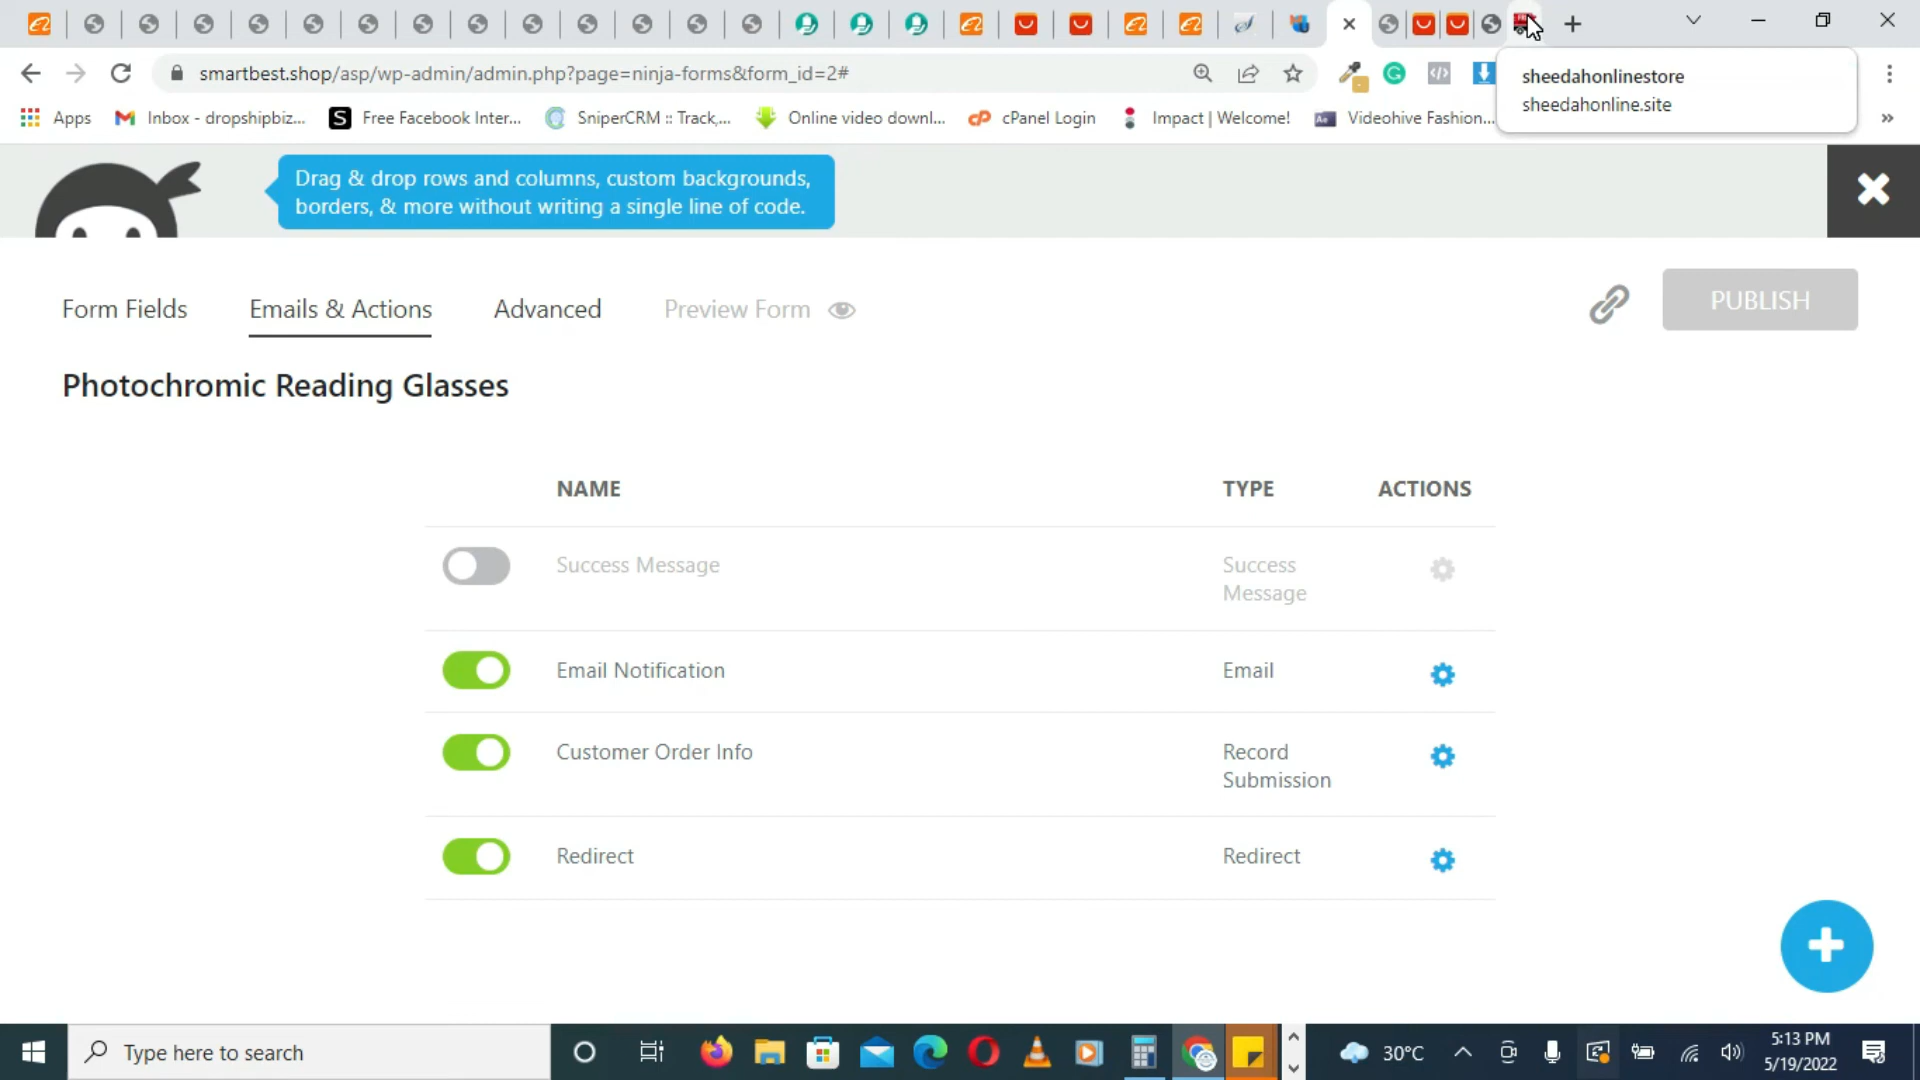 smartbest.shop/asp/wp-admin/admin.php?page=ninja-forms&form_id=2#
sheedahonlinestore
sheedahonline.site
Apps
Inbox - dropshipbiz...
S
Free Facebook Inter...
SniperCRM :: Track,...
Online video downl...
cP
cPanel Login
Impact | Welcome!
Ae
Videohive Fashion...
»
Drag & drop rows and columns, custom backgrounds,
borders, & more without writing a single line of code.
Form Fields
Emails & Actions
Advanced
Preview Form
PUBLISH
Photochromic Reading Glasses
NAME
TYPE
ACTIONS
Success Message
Success
Message
Email Notification
Email
Customer Order Info
Record
Submission
Redirect
Redirect
Type here to search
30°C
5:13 PM
5/19/2022